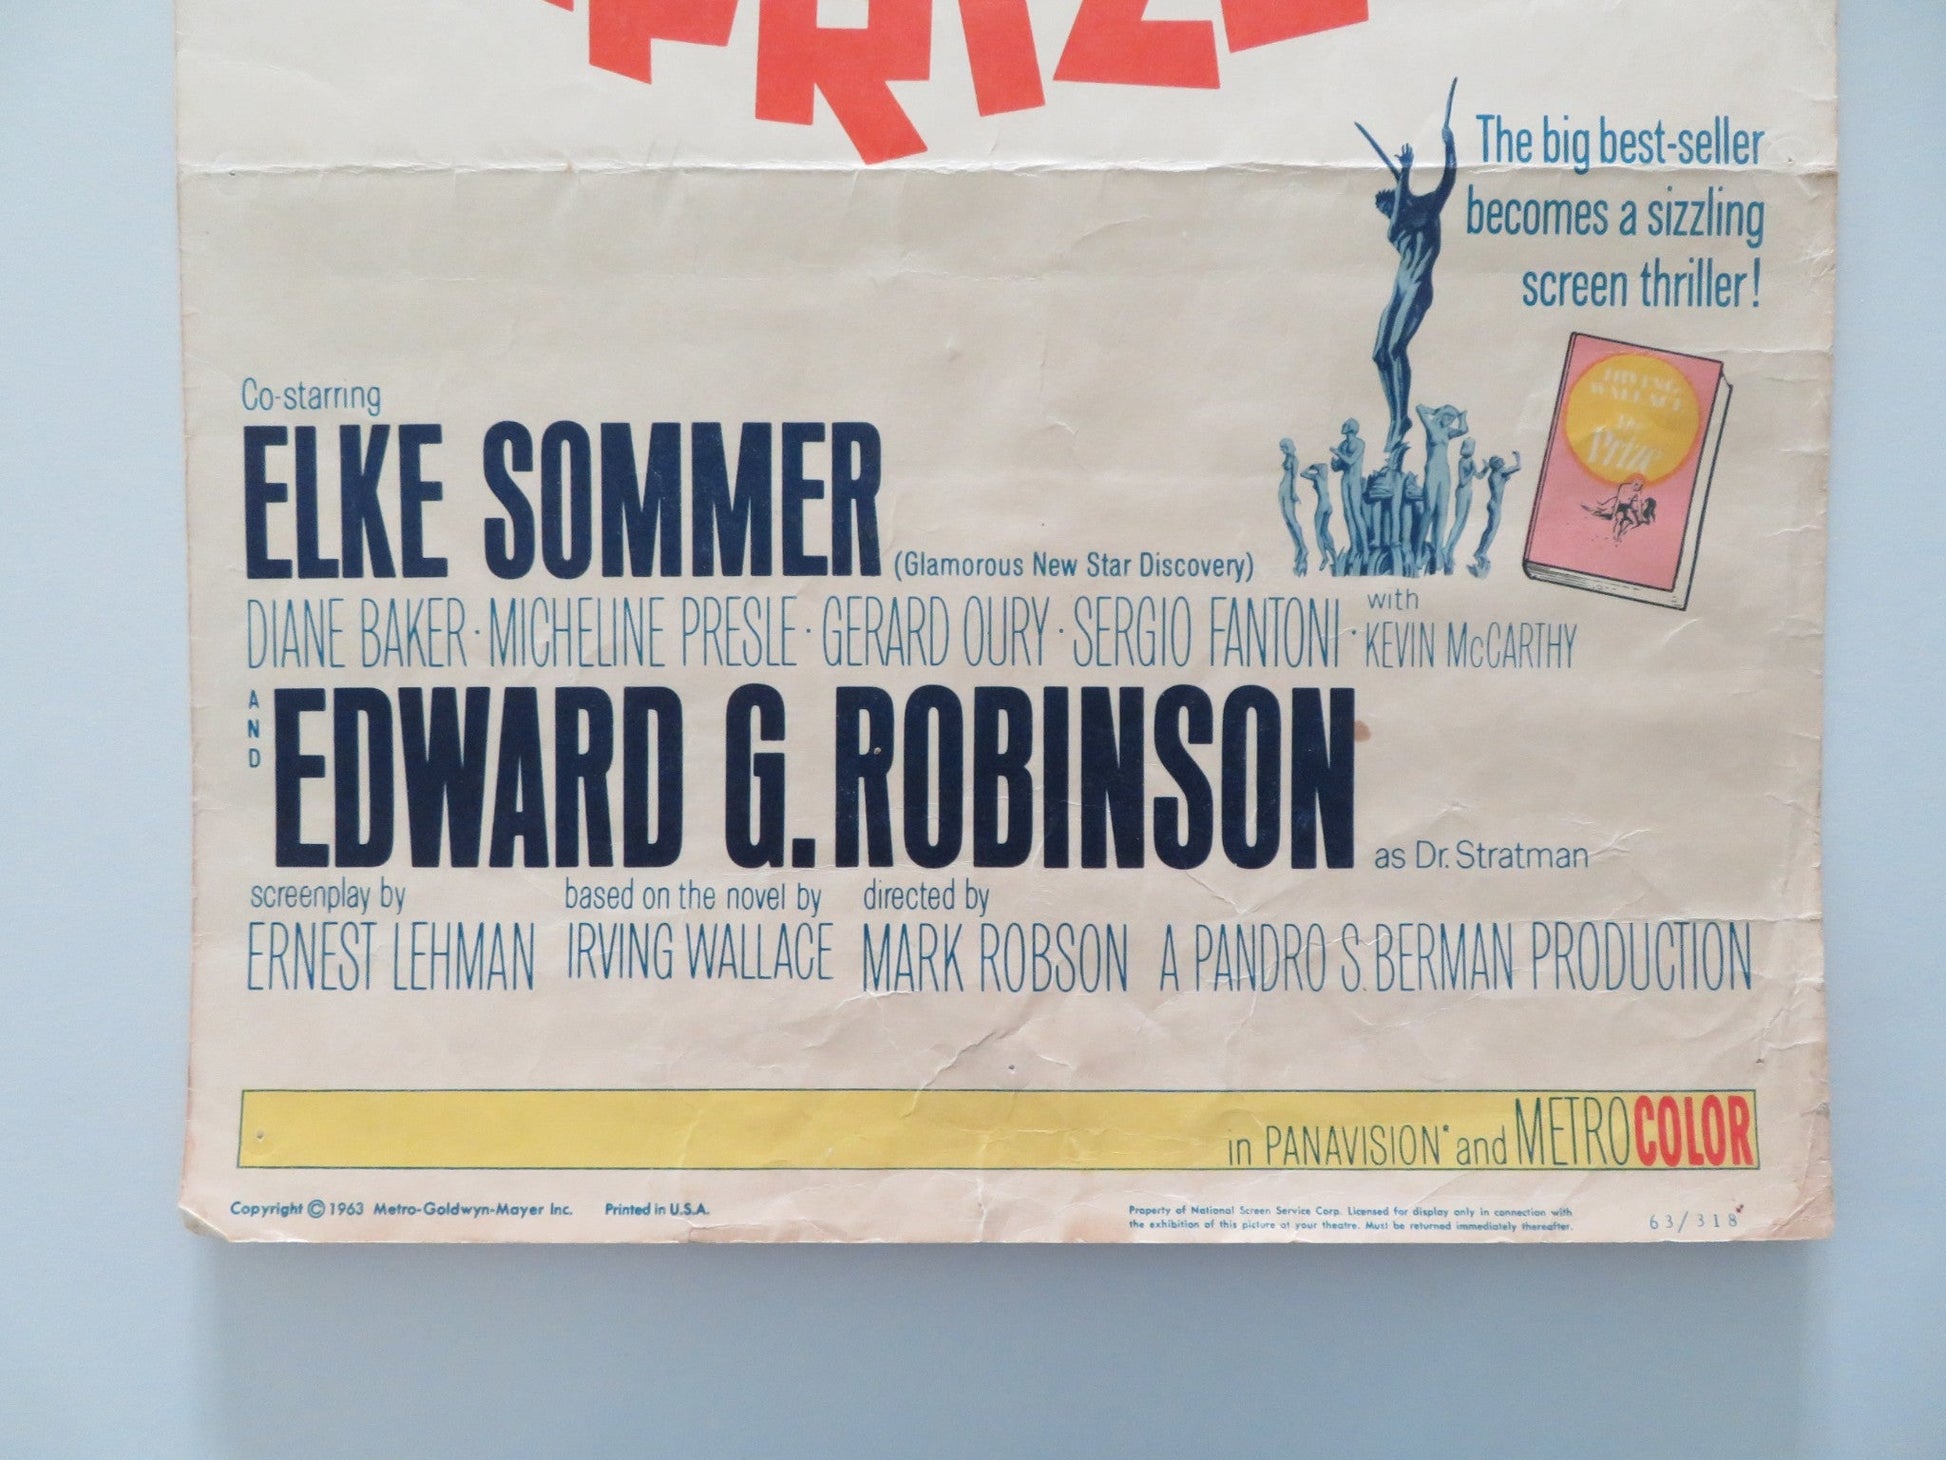 PRIZE
The big best-seller
becomes a sizzling
screen thriller!
IRVING
WALLACE
The
Prize
Co-starring
ELKE SOMMER (Glamorous New Star Discovery)
DIANE BAKER · MICHELINE PRESLE · GERARD OURY · SERGIO FANTONI · with KEVIN McCARTHY
AND EDWARD G. ROBINSON as Dr. Stratman
screenplay by ERNEST LEHMAN
based on the novel by IRVING WALLACE
directed by MARK ROBSON
A PANDRO S. BERMAN PRODUCTION
in PANAVISION® and METROCOLOR
Copyright © 1963 Metro-Goldwyn-Mayer Inc. Printed in U.S.A.
Property of National Screen Service Corp. Licensed for display only in connection with
the exhibition of this picture at your theatre. Must be returned immediately thereafter.
63/318